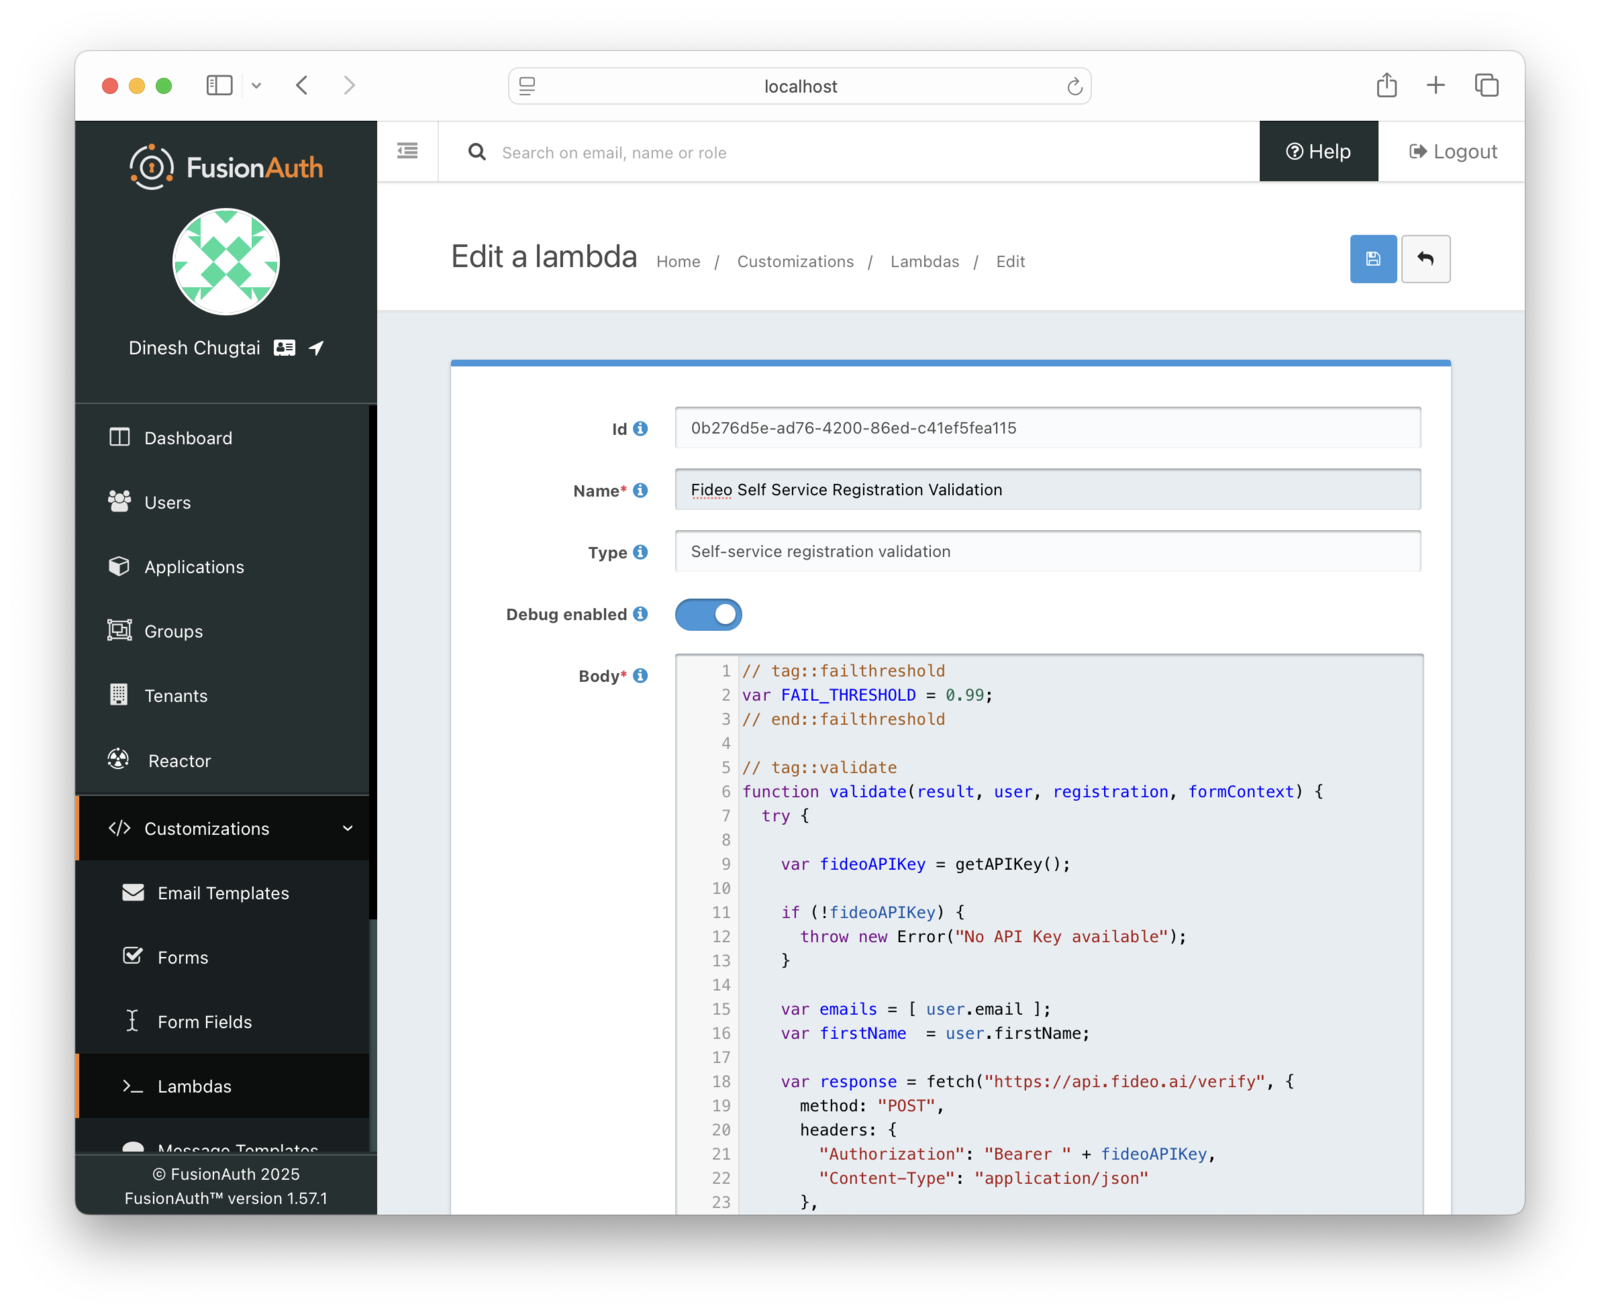 localhost
FusionAuth
Search on email, name or role
Help
Logout
Dinesh Chugtai
Dashboard
Users
Applications
Groups
Tenants
Reactor
Customizations
Email Templates
Forms
Form Fields
Lambdas
Message Templates
© FusionAuth 2025
FusionAuth™ version 1.57.1
Edit a lambda Home / Customizations / Lambdas / Edit
Id 0b276d5e-ad76-4200-86ed-c41ef5fea115
Name* Fideo Self Service Registration Validation
Type Self-service registration validation
Debug enabled
Body*
1 // tag::failthreshold
2 var FAIL_THRESHOLD = 0.99;
3 // end::failthreshold
4
5 // tag::validate
6 function validate(result, user, registration, formContext) {
7 try {
8
9 var fideoAPIKey = getAPIKey();
10
11 if (!fideoAPIKey) {
12 throw new Error("No API Key available");
13 }
14
15 var emails = [ user.email ];
16 var firstName  = user.firstName;
17
18 var response = fetch("https://api.fideo.ai/verify", {
19 method: "POST",
20 headers: {
21 "Authorization": "Bearer " + fideoAPIKey,
22 "Content-Type": "application/json"
23 },